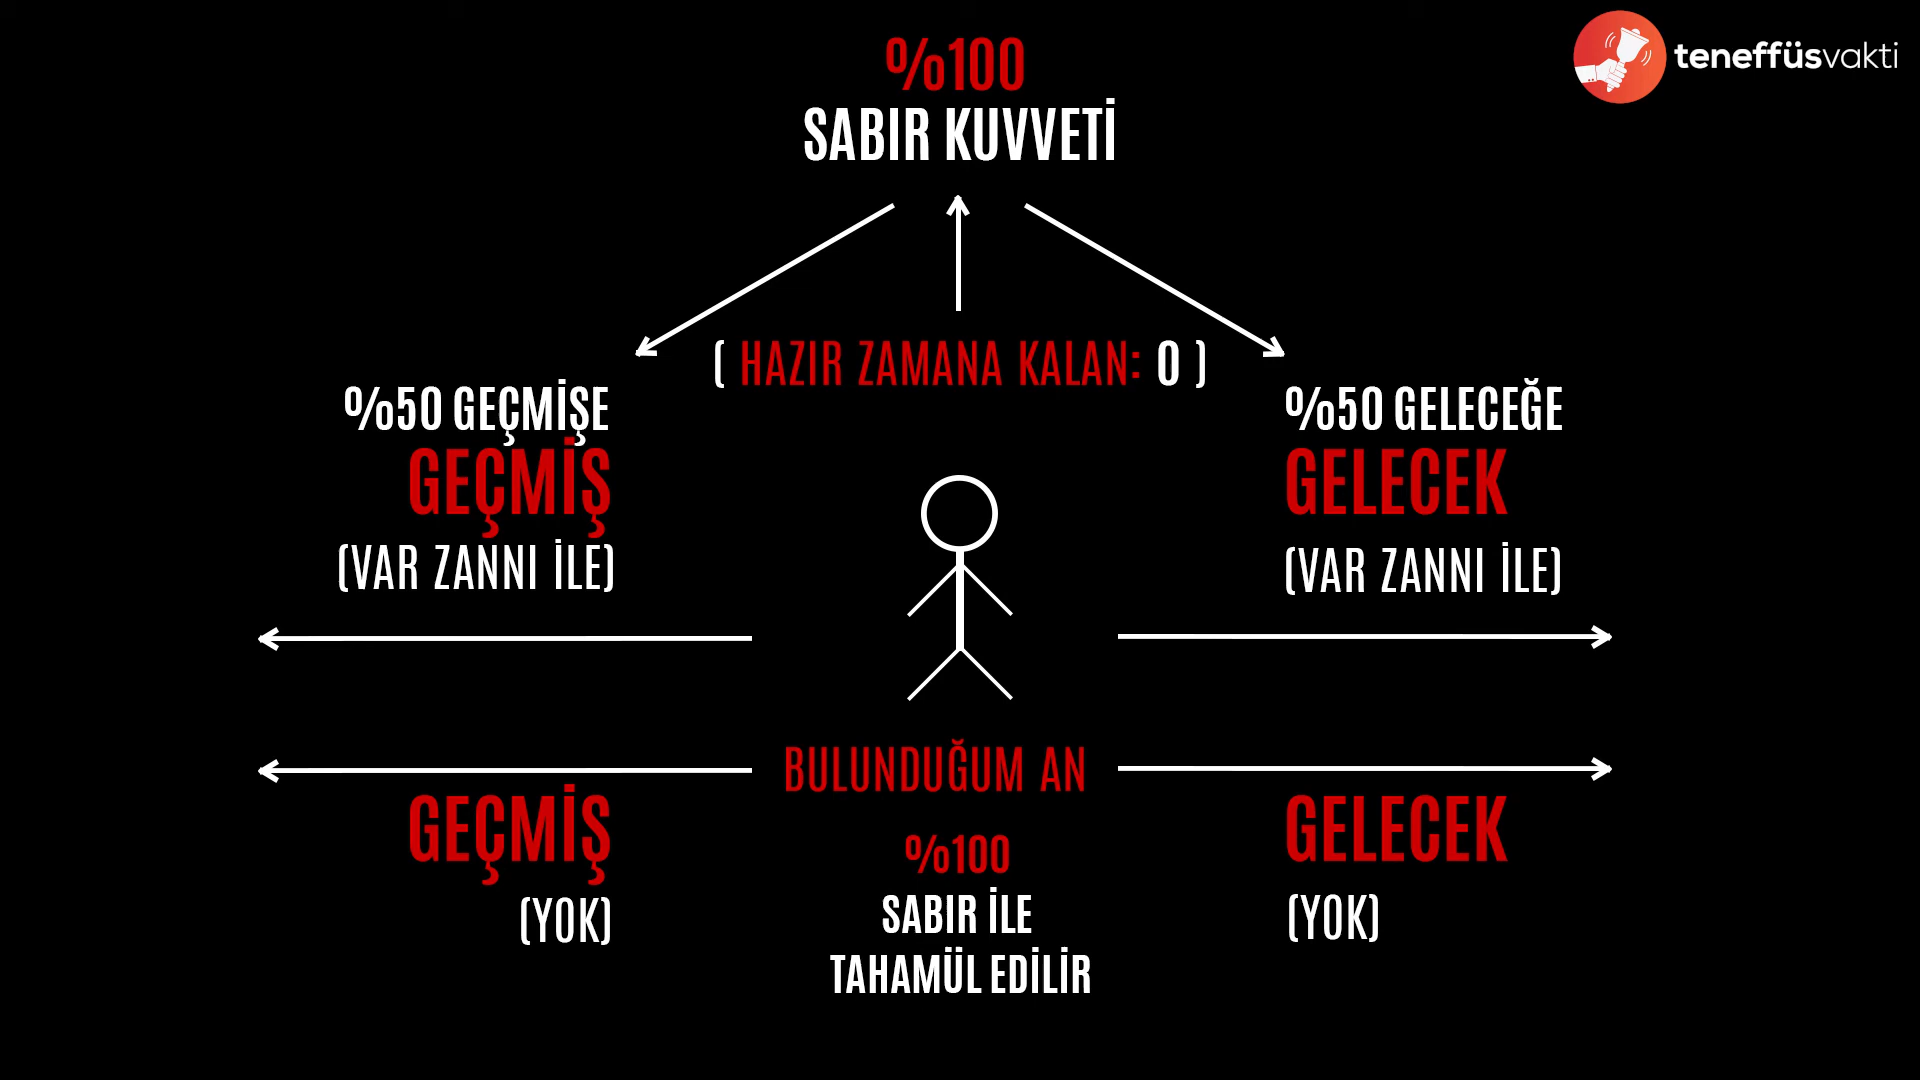 teneffüsvakti
%100
SABIR KUVVETİ
( HAZIR ZAMANA KALAN: 0 )
%50 GEÇMİŞE
GEÇMİŞ
(VAR ZANNI İLE)
%50 GELECEĞE
GELECEK
(VAR ZANNI İLE)
BULUNDUĞUM AN
GEÇMİŞ
(YOK)
%100
SABIR İLE
TAHAMÜL EDİLİR
GELECEK
(YOK)